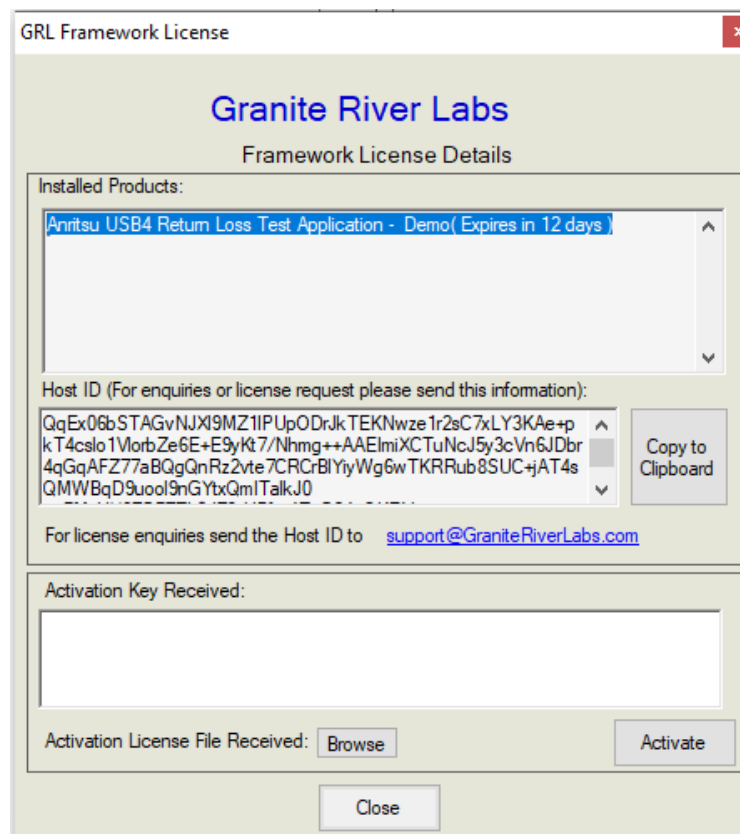 GRL Framework License
Granite River Labs
Framework License Details
Installed Products:
Anritsu USB4 Return Loss Test Application - Demo( Expires in 12 days )
Host ID (For enquiries or license request please send this information):
QqEx06bSTAGvNJXI9MZ1IPUpODrJkTEKNwze1r2sC7xLY3KAe+p
kT4cslo1VlorbZe6E+E9yKt7/Nhmg++AAElmiXCTuNcJ5y3cVn6JDbr
4qGqAFZ77aBQgQnRz2vte7CRCrBlYiyWg6wTKRRub8SUC+jAT4s
QMWBqD9uool9nGYtxQmITalkJ0
Copy to
Clipboard
For license enquiries send the Host ID to support@GraniteRiverLabs.com
Activation Key Received:
Activation License File Received: Browse
Activate
Close